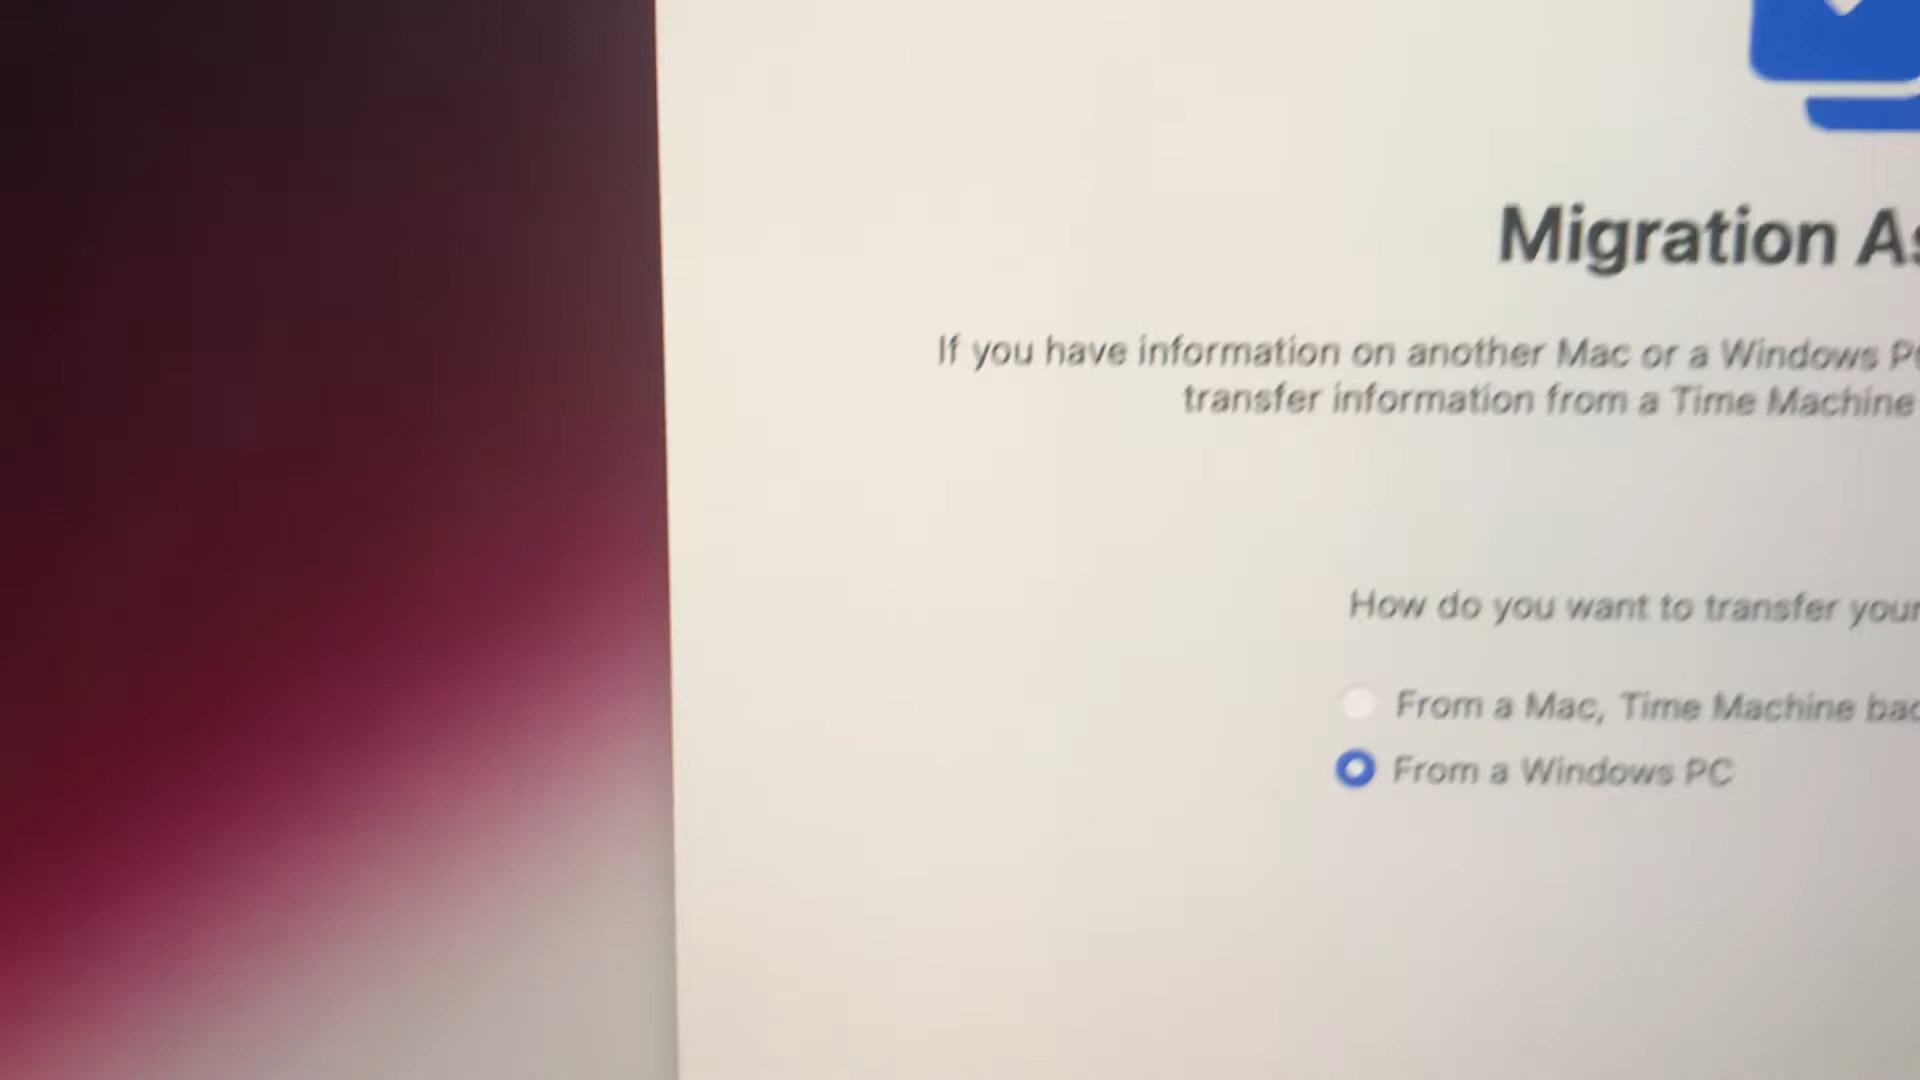 Migration
If you have information on another Mac or a Windows
transfer information from a Time Machine
How do you want to transfer your
From a Mac, Time Machine
From a Windows PC